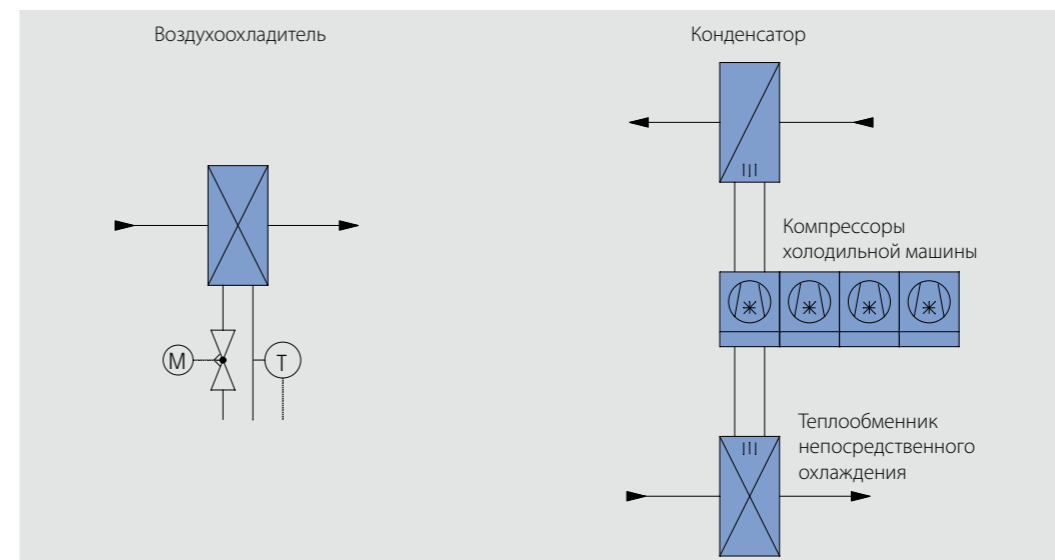 Воздухоохладитель
Конденсатор
Компрессоры
холодильной машины
M
T
Теплообменник
непосредственного
охлаждения